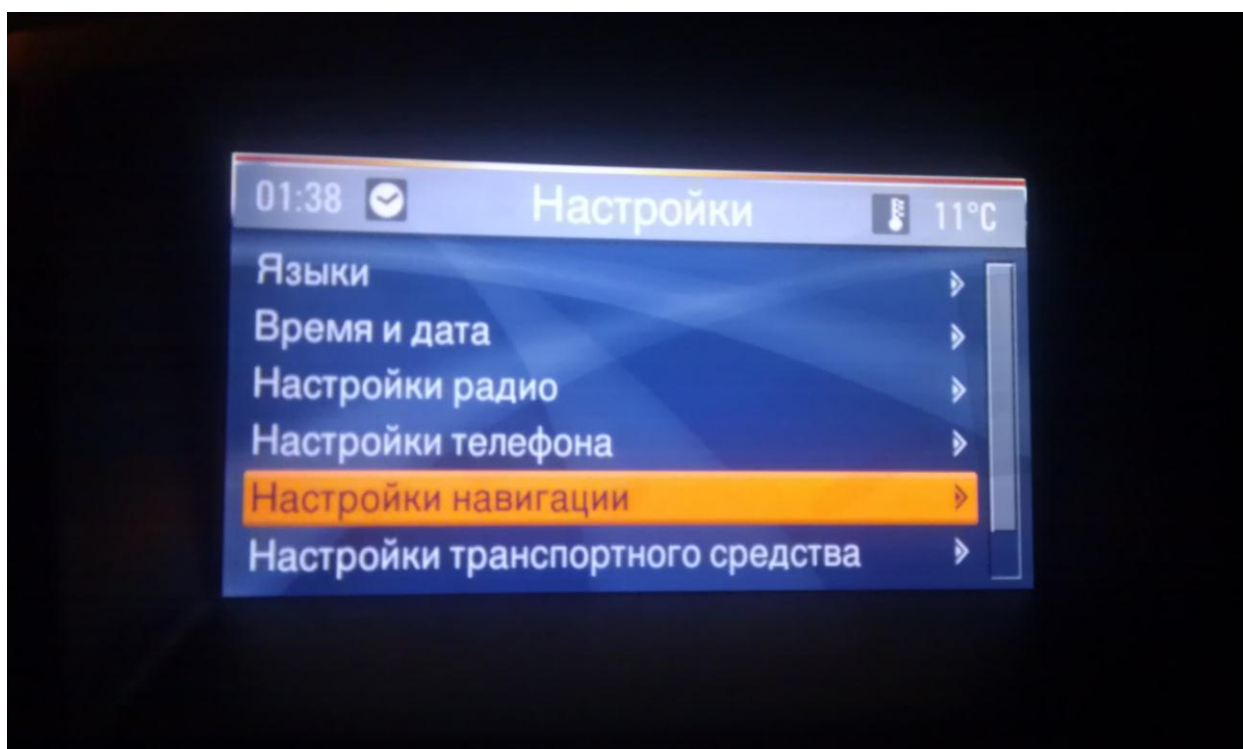 01:38 Настройки 11°C
Языки
Время и дата
Настройки радио
Настройки телефона
Настройки навигации
Настройки транспортного средства